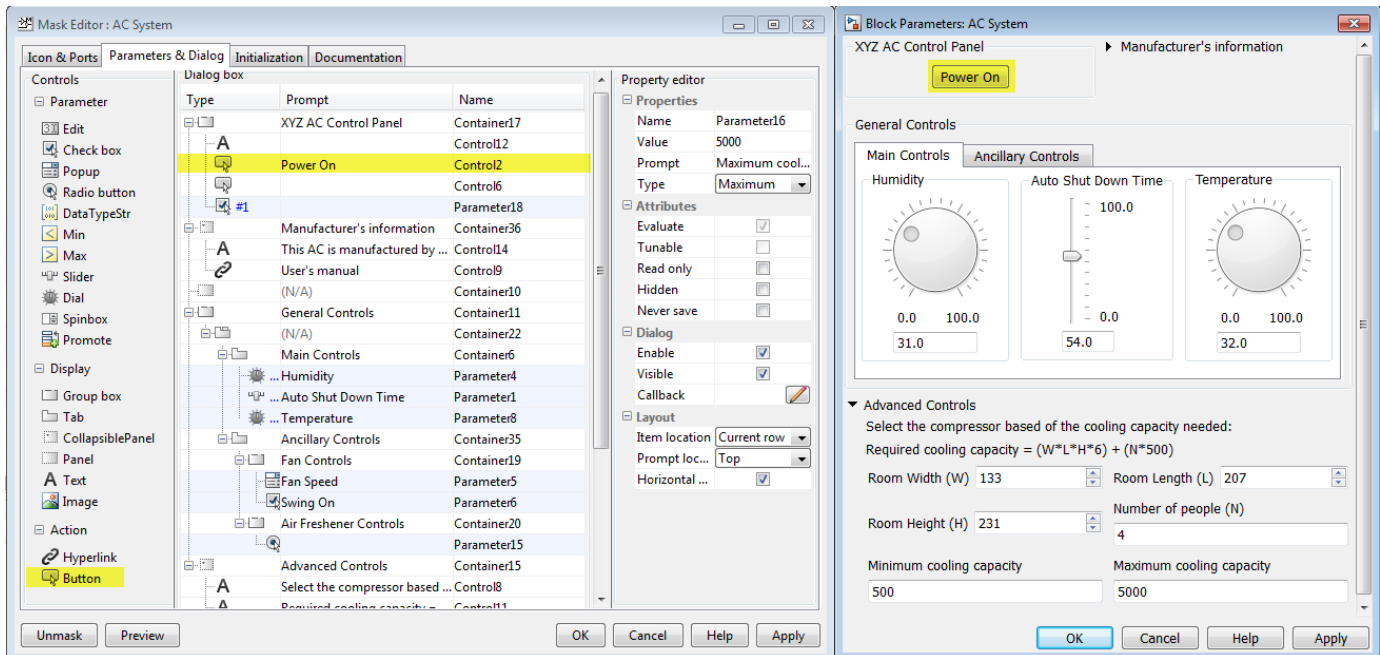 Mask Editor : AC System
Icon & Ports Parameters & Dialog Initialization Documentation
Controls
Parameter
Edit
Check box
Popup
Radio button
DataTypeStr
Min
Max
Slider
Dial
Spinbox
Promote
Display
Group box
Tab
CollapsiblePanel
Panel
A Text
Image
Action
Hyperlink
Button
Dialog box
Type Prompt Name
XYZ AC Control Panel Container17
A Control12
Power On Control2
Control6
#1 Parameter18
Manufacturer's information Container36
A This AC is manufactured by ... Control14
User's manual Control9
(N/A) Container10
General Controls Container11
(N/A) Container22
Main Controls Container6
... Humidity Parameter4
... Auto Shut Down Time Parameter1
... Temperature Parameter8
Ancillary Controls Container35
Fan Controls Container19
Fan Speed Parameter5
Swing On Parameter6
Air Freshener Controls Container20
Parameter15
Advanced Controls Container15
A Select the compressor based ... Control8
A Required cooling capacity = Control11
Property editor
Properties
Name Parameter16
Value 5000
Prompt Maximum cool...
Type Maximum
Attributes
Evaluate
Tunable
Read only
Hidden
Never save
Dialog
Enable
Visible
Callback
Layout
Item location Current row
Prompt loc... Top
Horizontal ...
Unmask Preview OK Cancel Help Apply
Block Parameters: AC System
XYZ AC Control Panel Manufacturer's information
Power On
General Controls
Main Controls Ancillary Controls
Humidity Auto Shut Down Time Temperature
100.0
0.0 100.0 0.0 0.0 100.0
31.0 54.0 32.0
Advanced Controls
Select the compressor based of the cooling capacity needed:
Required cooling capacity = (W*L*H*6) + (N*500)
Room Width (W) 133 Room Length (L) 207
Number of people (N)
Room Height (H) 231 4
Minimum cooling capacity Maximum cooling capacity
500 5000
OK Cancel Help Apply